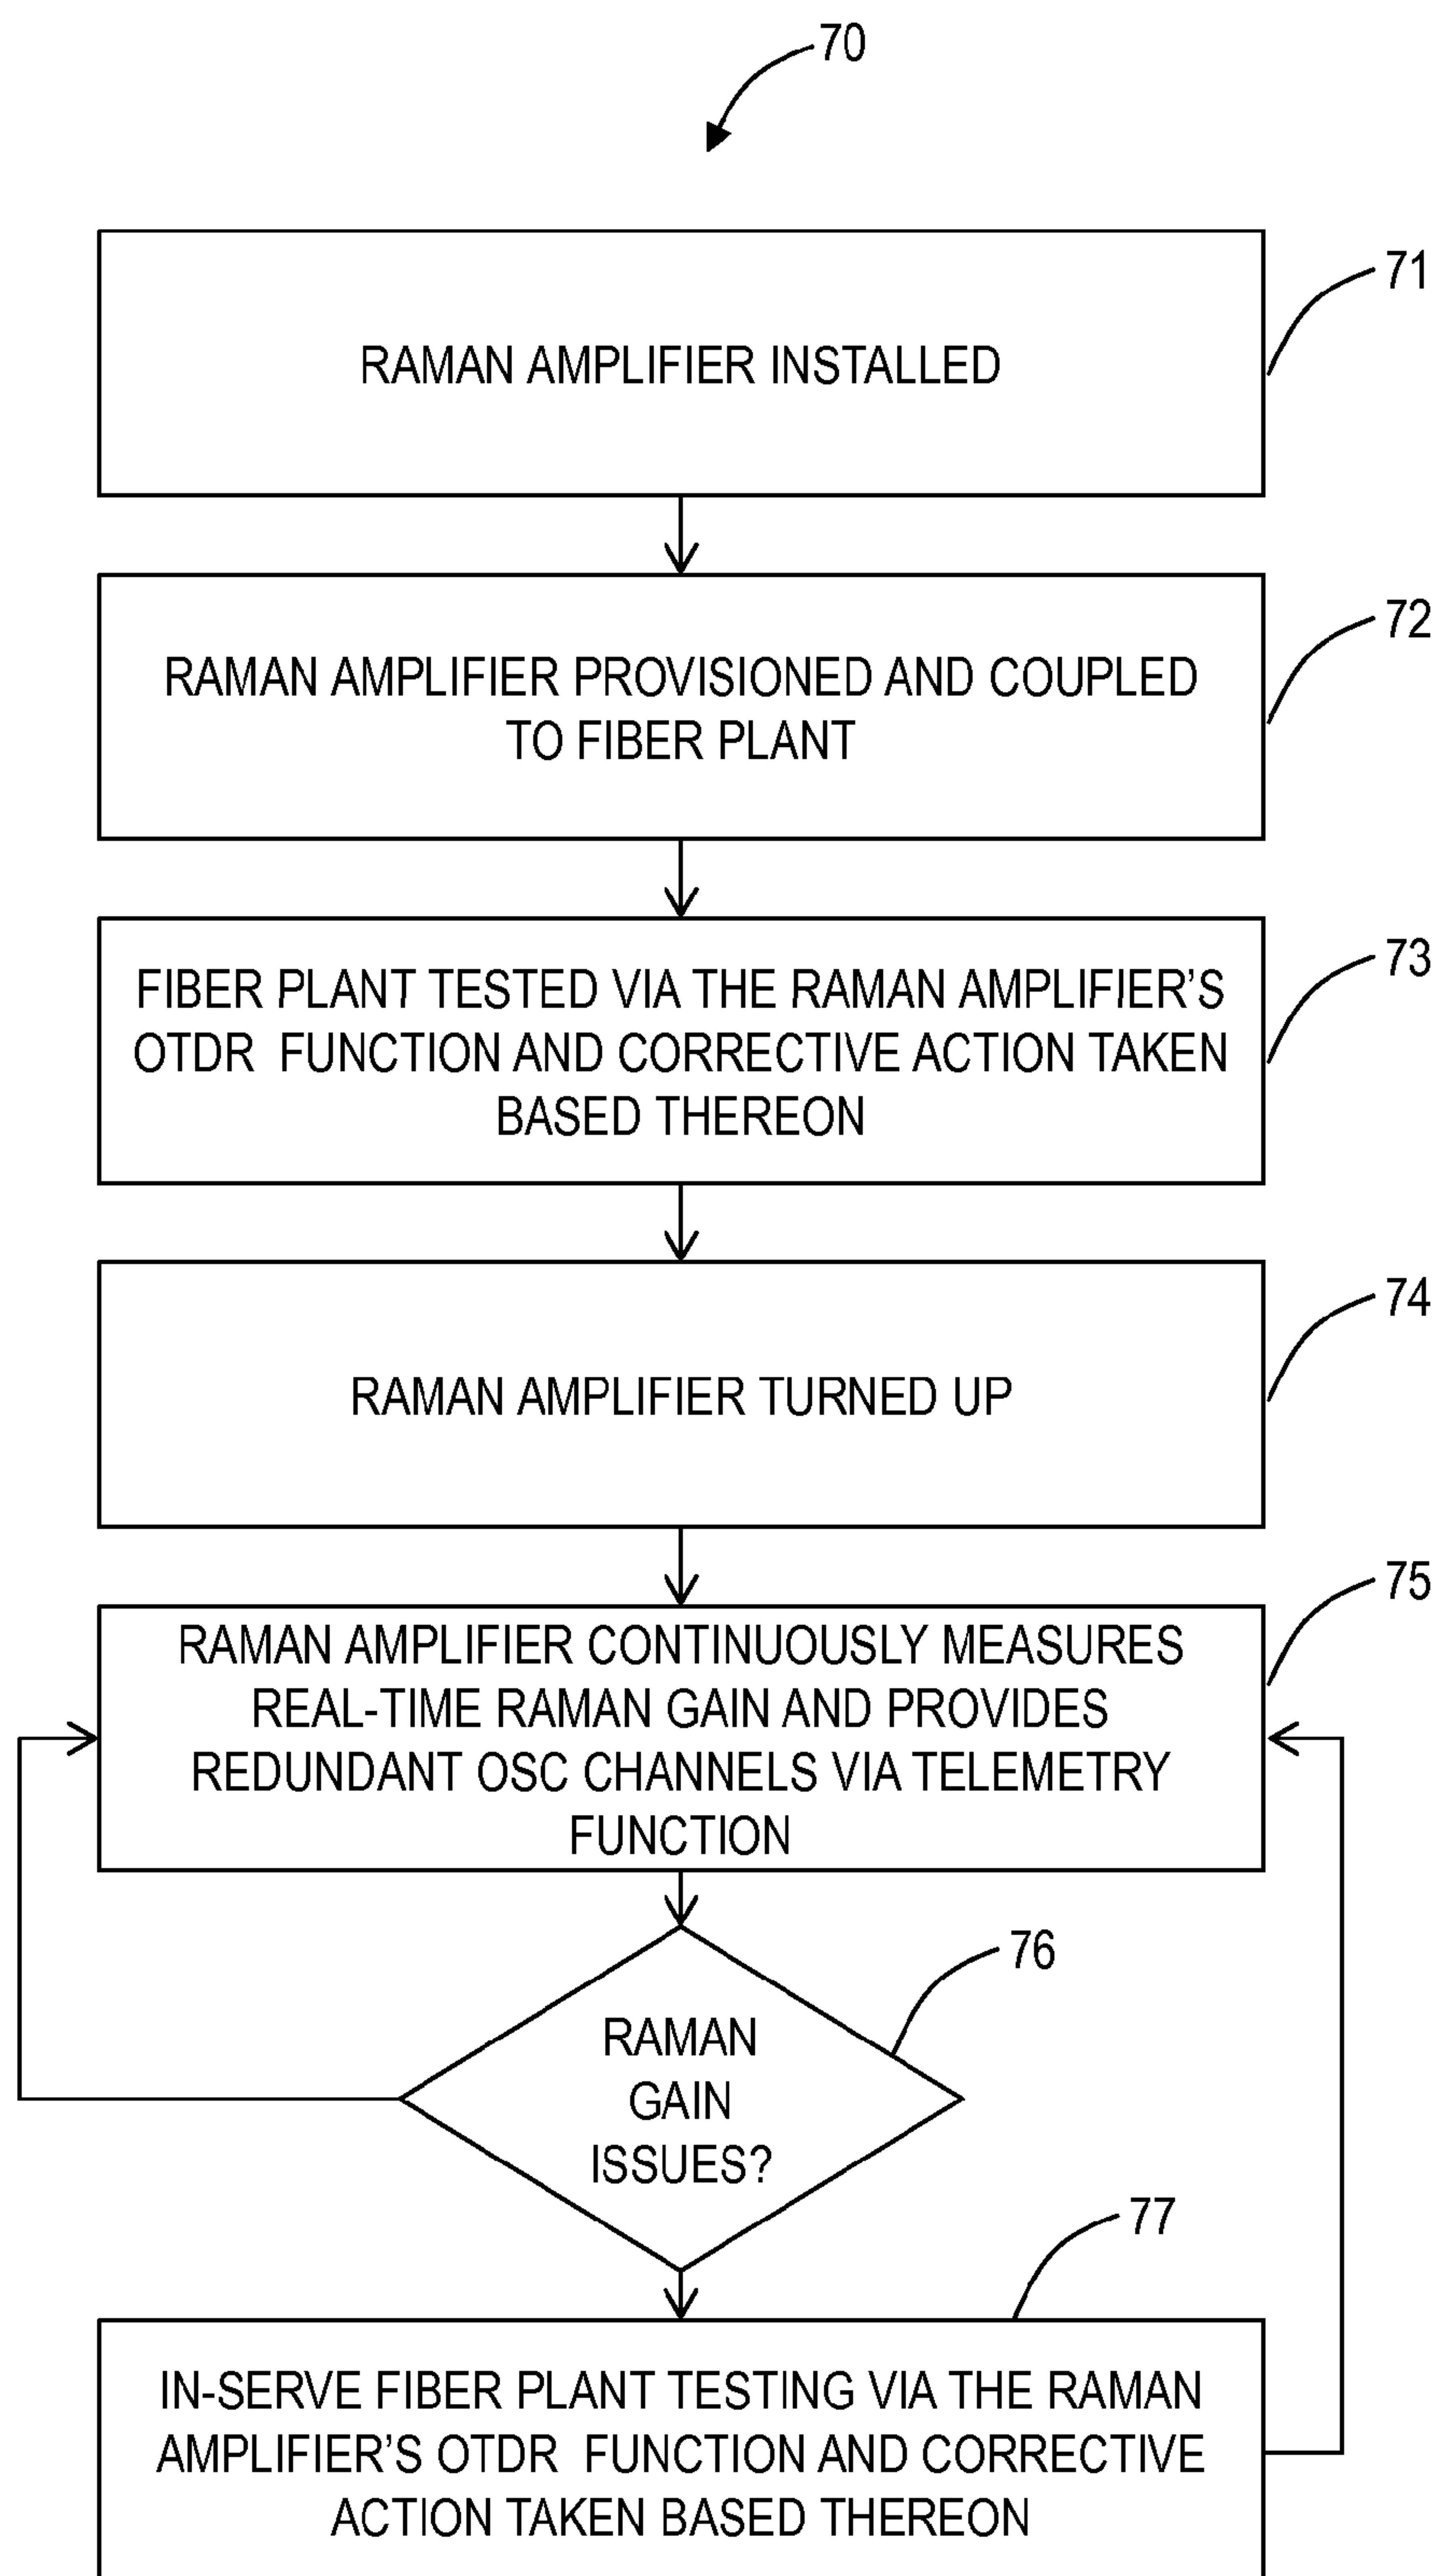 70
71
RAMAN AMPLIFIER INSTALLED
72
RAMAN AMPLIFIER PROVISIONED AND COUPLED
TO FIBER PLANT
73
FIBER PLANT TESTED VIA THE RAMAN AMPLIFIER'S
OTDR FUNCTION AND CORRECTIVE ACTION TAKEN
BASED THEREON
74
RAMAN AMPLIFIER TURNED UP
75
RAMAN AMPLIFIER CONTINUOUSLY MEASURES
REAL-TIME RAMAN GAIN AND PROVIDES
REDUNDANT OSC CHANNELS VIA TELEMETRY
FUNCTION
76
RAMAN
GAIN
ISSUES?
77
IN-SERVE FIBER PLANT TESTING VIA THE RAMAN
AMPLIFIER'S OTDR FUNCTION AND CORRECTIVE
ACTION TAKEN BASED THEREON